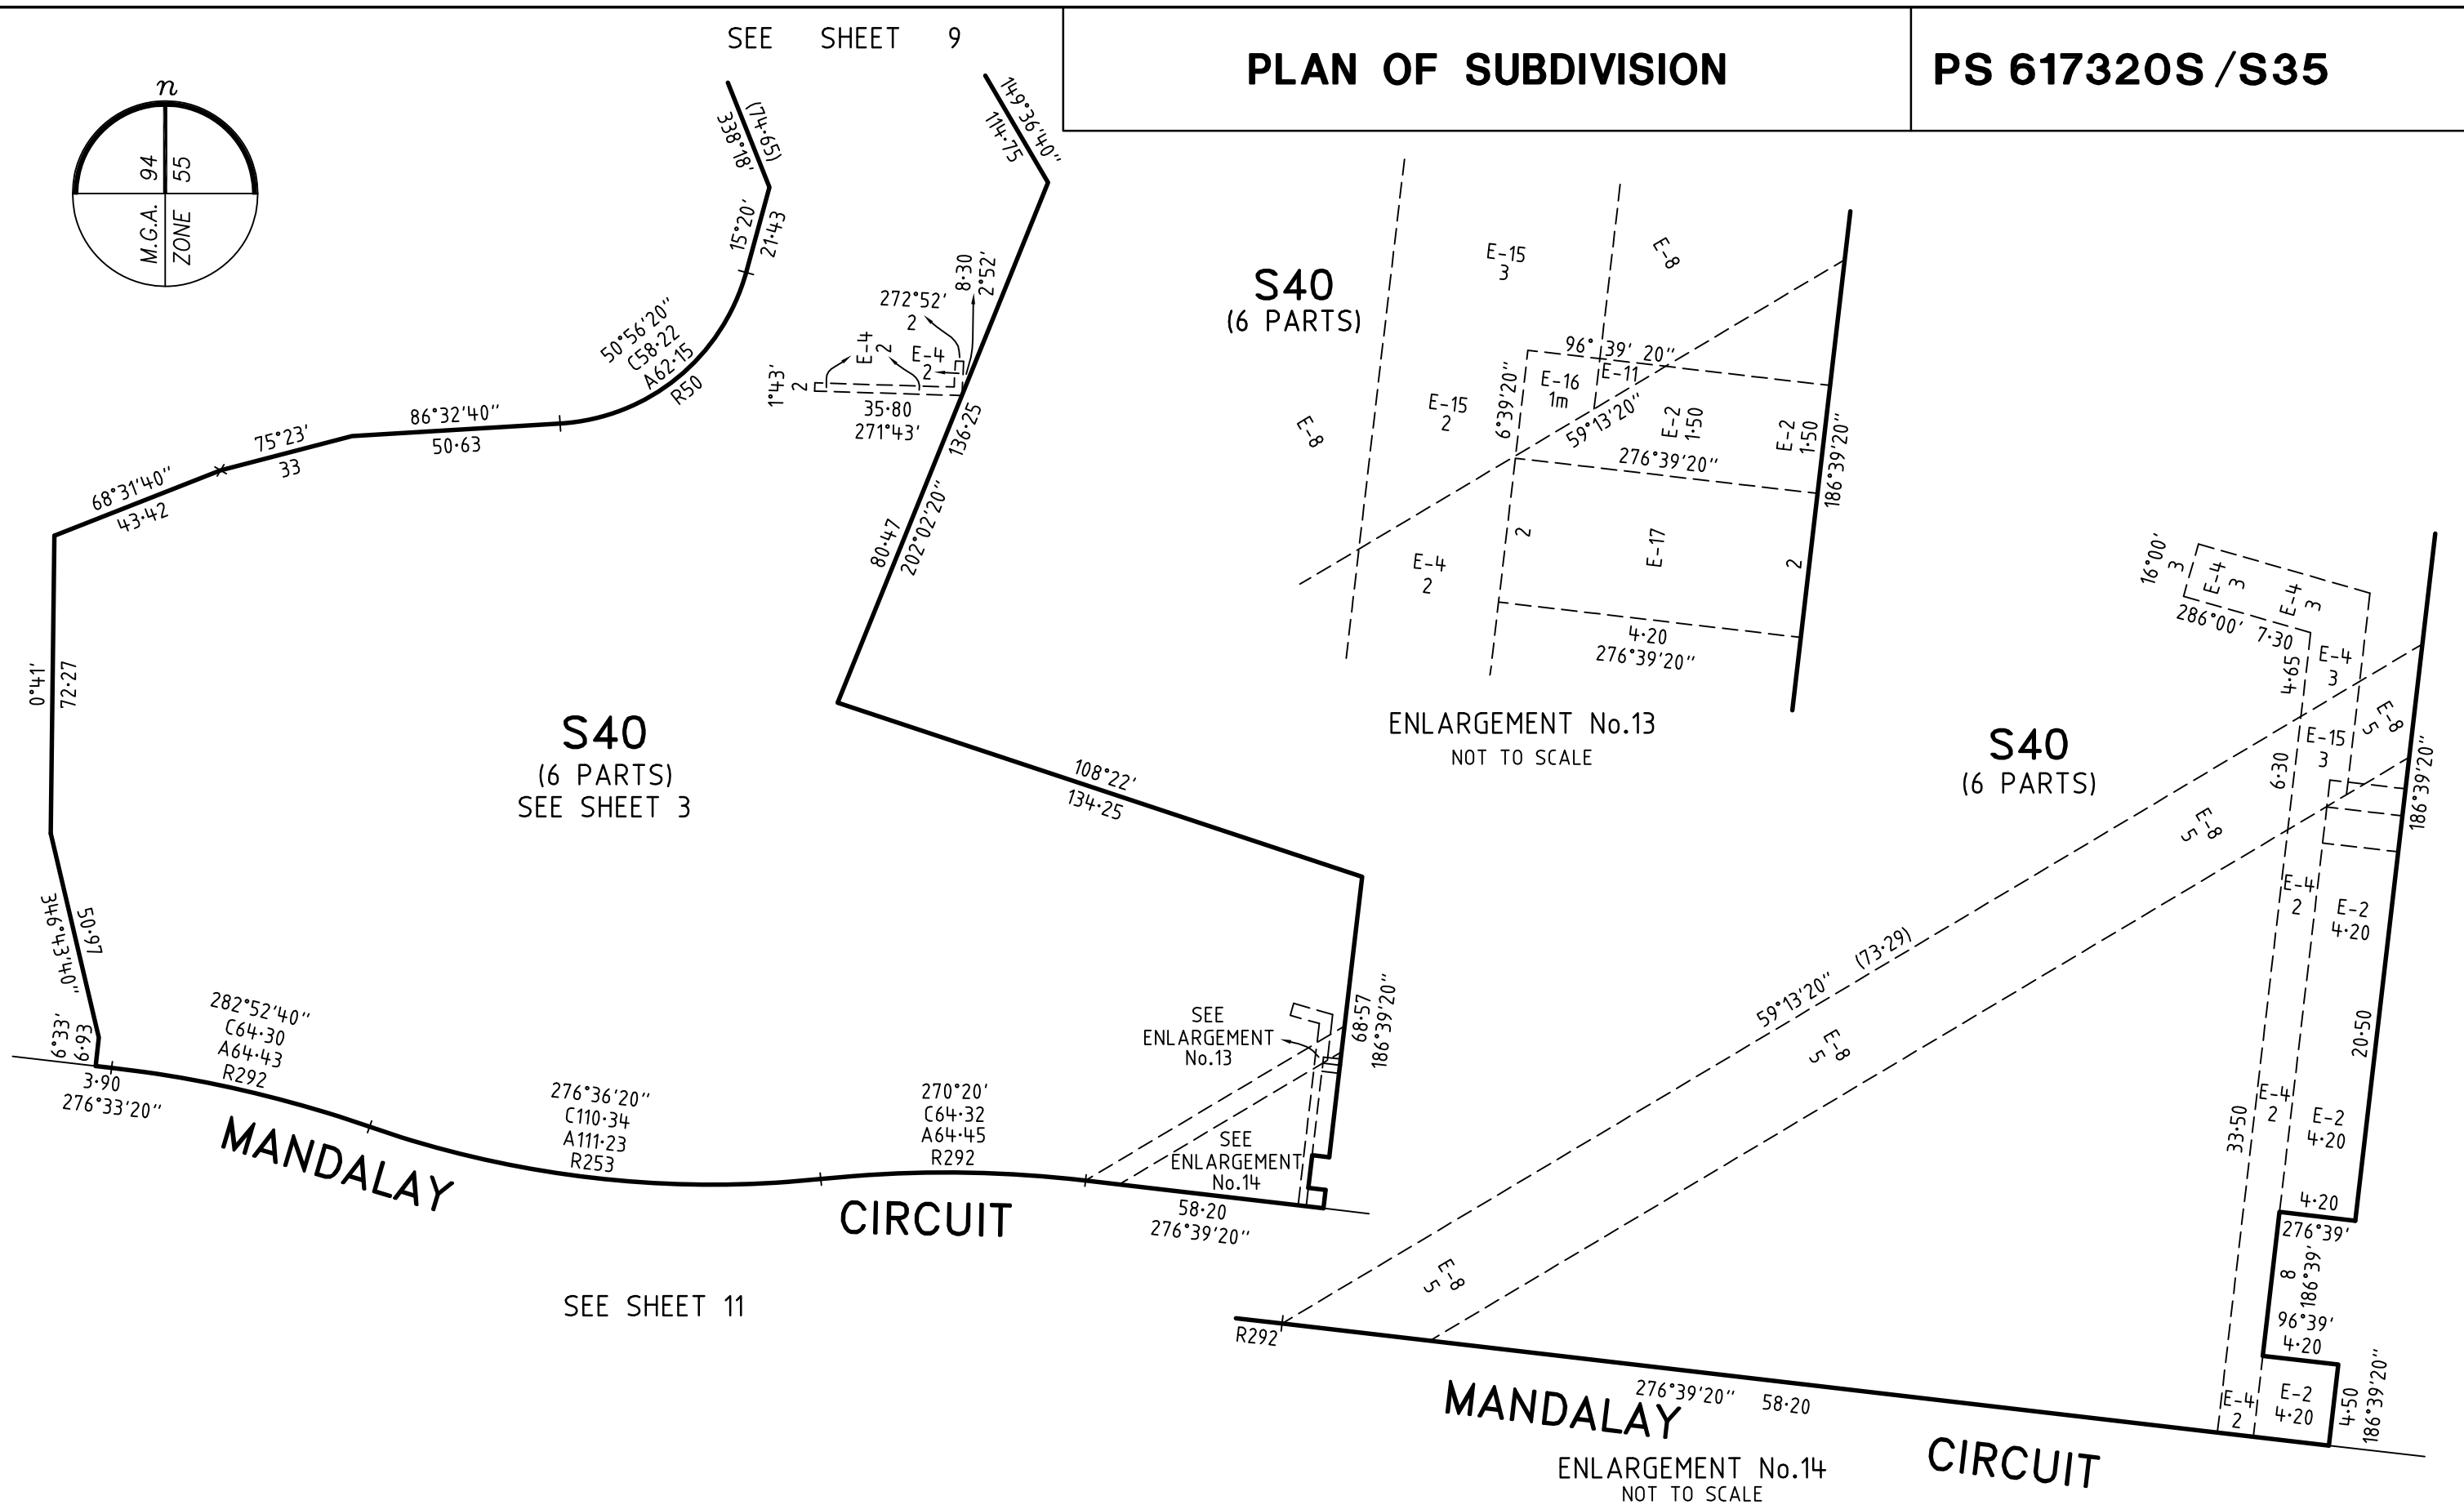 SEE SHEET 9
PLAN OF SUBDIVISION
PS 617320S /S35
n
94 55
M.G.A. ZONE
(74·65)
338°18'
149°36'40"
114·75
15°20'
21·43
50°56'20"
C58·22
A62·15
R50
272°52'
2
8·30
2°52'
E-4
2
E-4
2
1°43'
2
35·80
271°43'
136·25
86°32'40"
50·63
75°23'
33
68°31'40"
43·42
80·47
202°02'20"
0°41'
72·27
S40
(6 PARTS)
SEE SHEET 3
108°22'
134·25
50·97
346°43'40"
6°33'
6·93
3·90
276°33'20"
282°52'40"
C64·30
A64·43
R292
276°36'20"
C110·34
A111·23
R253
270°20'
C64·32
A64·45
R292
SEE
ENLARGEMENT
No.13
68·57
186°39'20"
SEE
ENLARGEMENT
No.14
58·20
276°39'20"
MANDALAY
CIRCUIT
SEE SHEET 11
S40
(6 PARTS)
E-15
3
E-8
96° 39' 20"
E-16
1m
E-11
E-15
2
6°39'20"
59°13'20"
E-2
1·50
E-2
1·50
186°39'20"
E-8
276°39'20"
E-4
2
2
E-17
2
4·20
276°39'20"
ENLARGEMENT No.13
NOT TO SCALE
16°00'
3
E-4
3
E-4
3
286°00' 7·30
4·65
E-4
3
E-8
5
S40
(6 PARTS)
E-15
3
6·30
186°39'20"
E-8
5
E-4
2
E-2
4·20
59°13'20" (73·29)
E-8
5
20·50
33·50
E-4
2
E-2
4·20
4·20
276°39'
8
186°39'
96°39'
4·20
E-8
5
R292
276°39'20" 58·20
E-4
2
E-2
4·20
4·50
186°39'20"
MANDALAY
CIRCUIT
ENLARGEMENT No.14
NOT TO SCALE